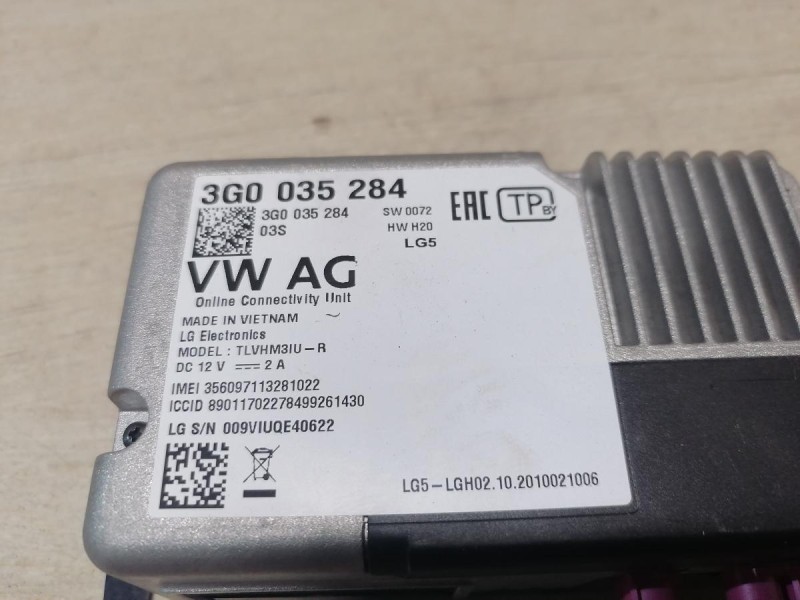 3G0 035 284
3G0 035 284 SW 0072
03S HW H20
LG5
EAC TP BY
VW AG
Online Connectivity Unit
MADE IN VIETNAM
LG Electronics
MODEL : TLVHM3IU-R
DC 12 V ⎓ 2 A
IMEI 356097113281022
ICCID 89011702278499261430
LG S/N 009VIUQE40622
LG5-LGH02.10.2010021006